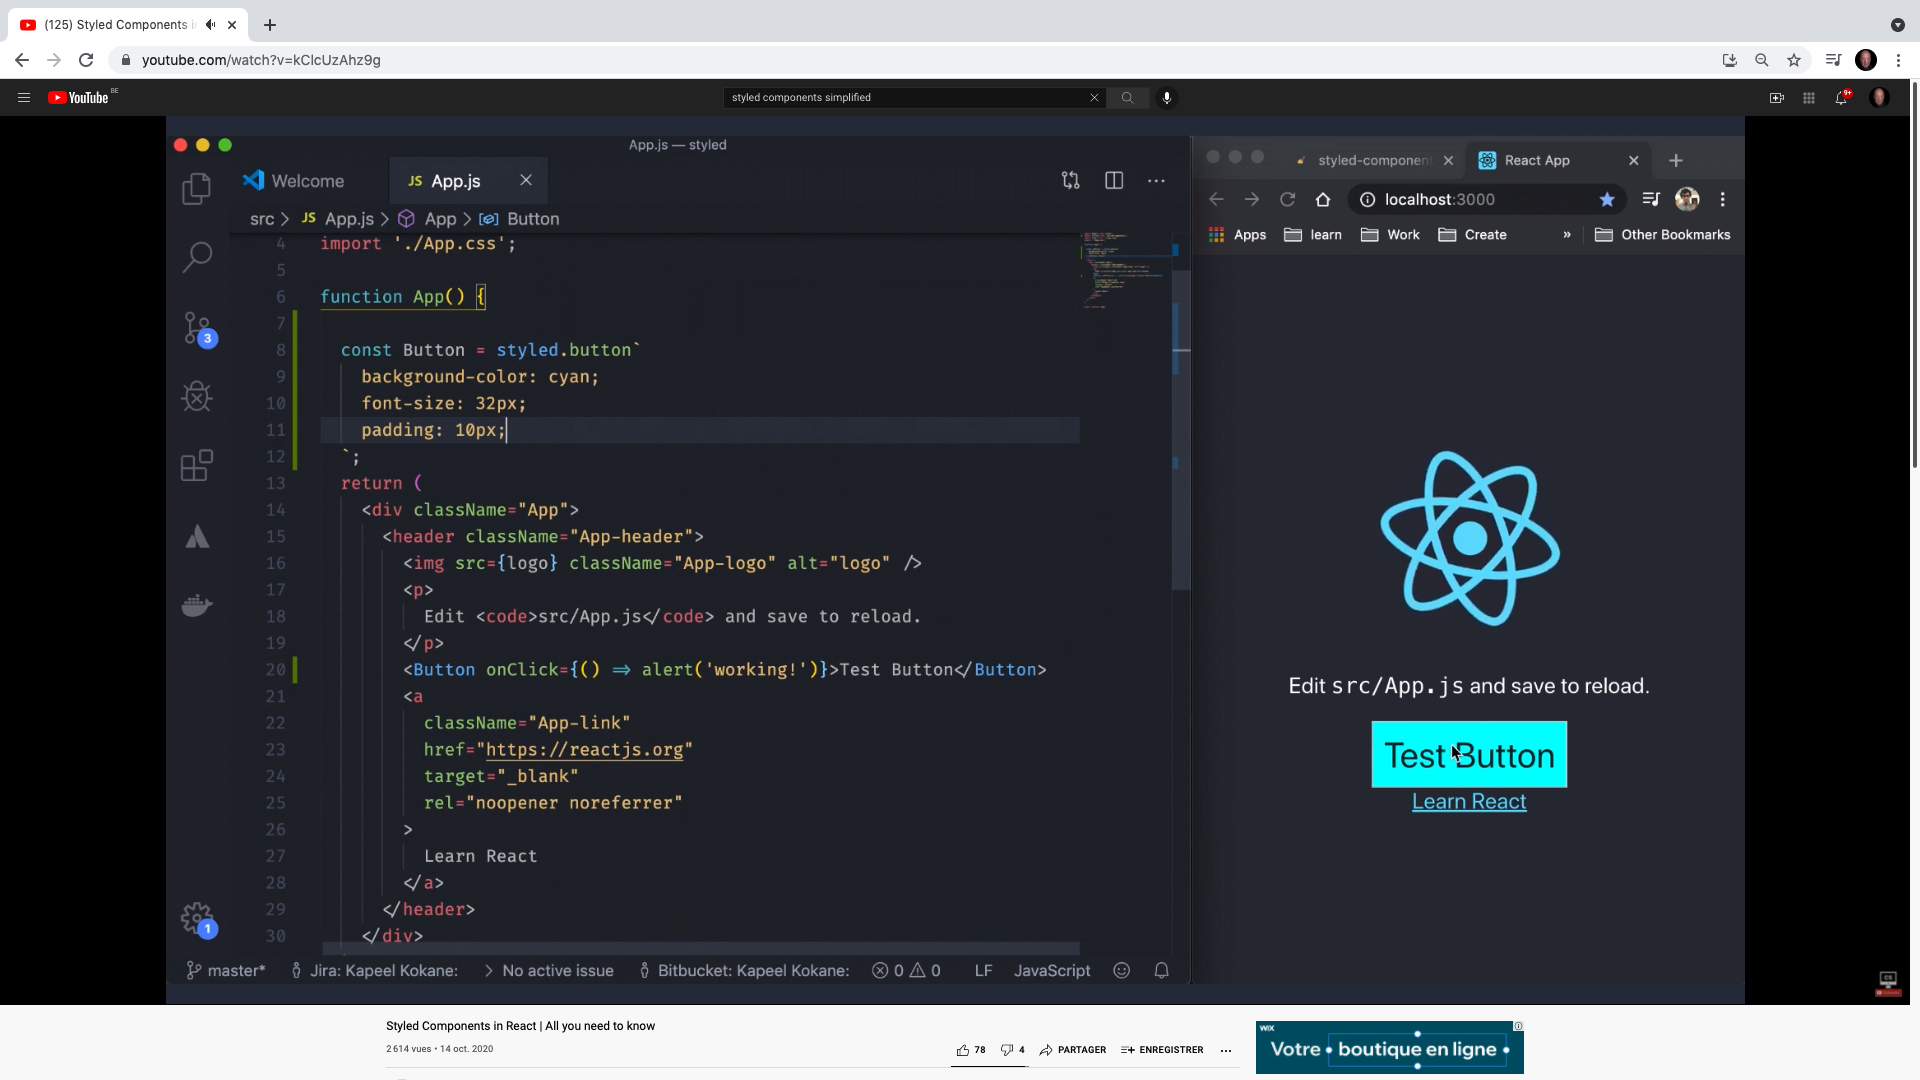 (125) Styled Components i
youtube.com/watch?v=kClcUzAhz9g
YouTube BE
styled components simplified
9+
App.js — styled
Welcome
JS App.js
src > JS App.js > App > Button
4 import './App.css';
5
6 function App() {
7
8 const Button = styled.button`
9 background-color: cyan;
10 font-size: 32px;
11 padding: 10px;
12 `;
13 return (
14 <div className="App">
15 <header className="App-header">
16 <img src={logo} className="App-logo" alt="logo" />
17 <p>
18 Edit <code>src/App.js</code> and save to reload.
19 </p>
20 <Button onClick={() => alert('working!')}>Test Button</Button>
21 <a
22 className="App-link"
23 href="https://reactjs.org"
24 target="_blank"
25 rel="noopener noreferrer"
26 >
27 Learn React
28 </a>
29 </header>
30 </div>
3
1
master* Jira: Kapeel Kokane: > No active issue Bitbucket: Kapeel Kokane: 0 0 LF JavaScript
styled-component
React App
localhost:3000
Apps learn Work Create » Other Bookmarks
Edit src/App.js and save to reload.
Test Button
Learn React
CS
Styled Components in React | All you need to know
2 614 vues • 14 oct. 2020
78 4 PARTAGER ENREGISTRER ...
WIX
Votre boutique en ligne